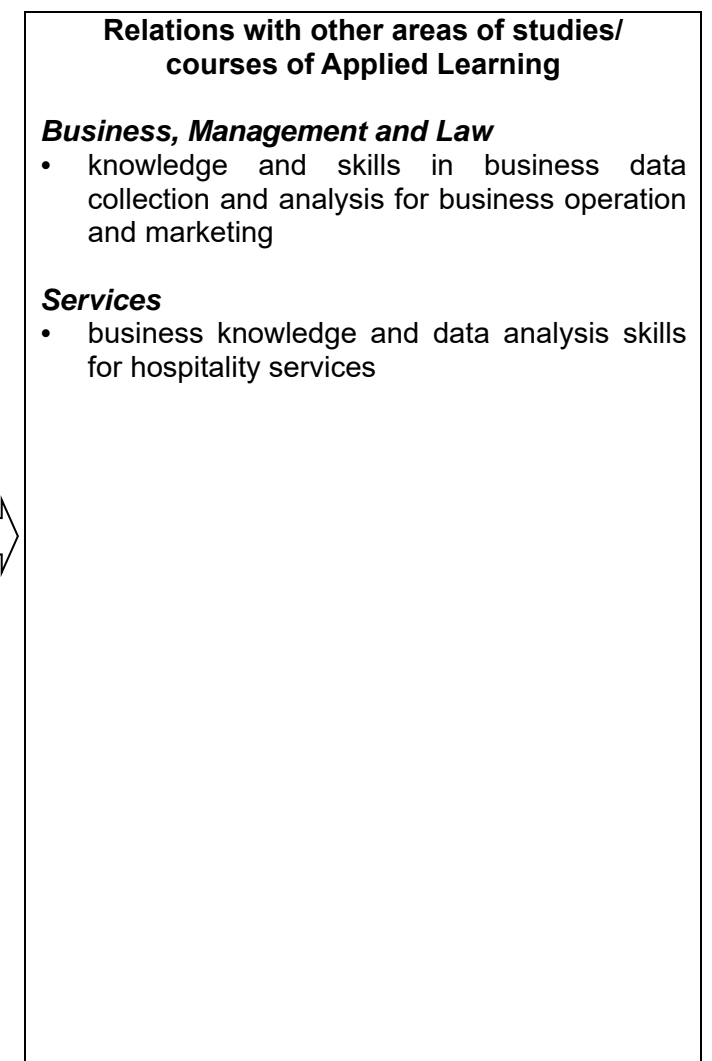 Relations with other areas of studies/
courses of Applied Learning
Business, Management and Law
• knowledge and skills in business data
collection and analysis for business operation
and marketing
Services
• business knowledge and data analysis skills
for hospitality services